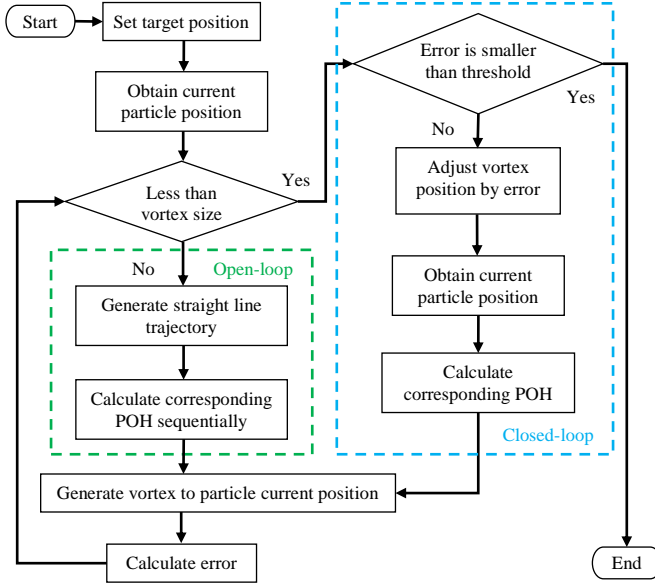 Start
Set target position
Obtain current
particle position
Less than
vortex size
Yes
No
Open-loop
Generate straight line
trajectory
Calculate corresponding
POH sequentially
Generate vortex to particle current position
Calculate error
Error is smaller
than threshold
Yes
No
Adjust vortex
position by error
Obtain current
particle position
Calculate
corresponding POH
Closed-loop
End